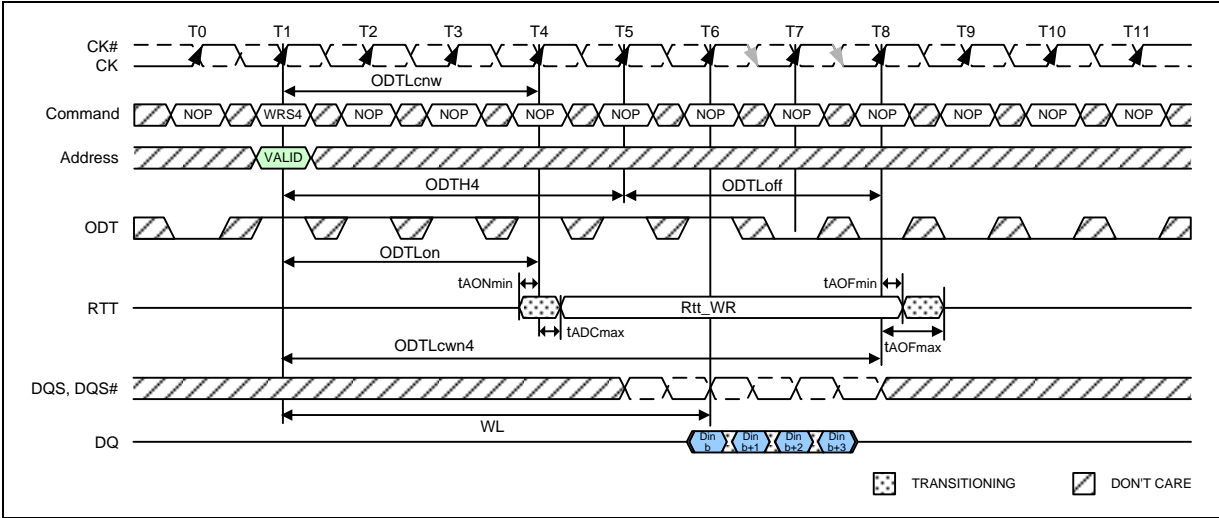 T0 T1 T2 T3 T4 T5 T6 T7 T8 T9 T10 T11
CK#
CK
ODTLcnw
Command NOP WRS4 NOP NOP NOP NOP NOP NOP NOP NOP NOP NOP
Address VALID
ODTH4 ODTLoff
ODT
ODTLon
tAONmin tAOFmin
RTT Rtt_WR
tADCmax tAOFmax
ODTLcwn4
DQS, DQS#
WL
DQ Din b Din b+1 Din b+2 Din b+3
TRANSITIONING DON'T CARE